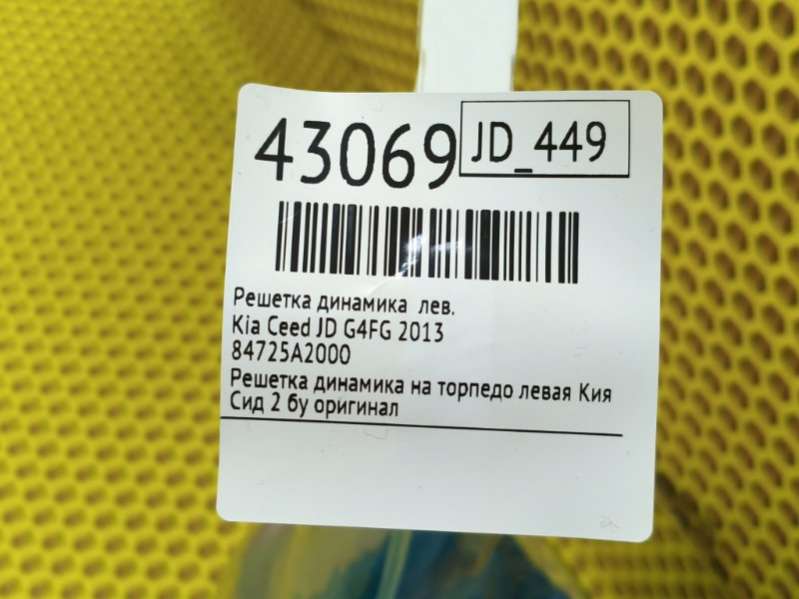 43069
JD_449
Решетка динамика лев.
Kia Ceed JD G4FG 2013
84725A2000
Решетка динамика на торпедо левая Кия
Сид 2 бу оригинал